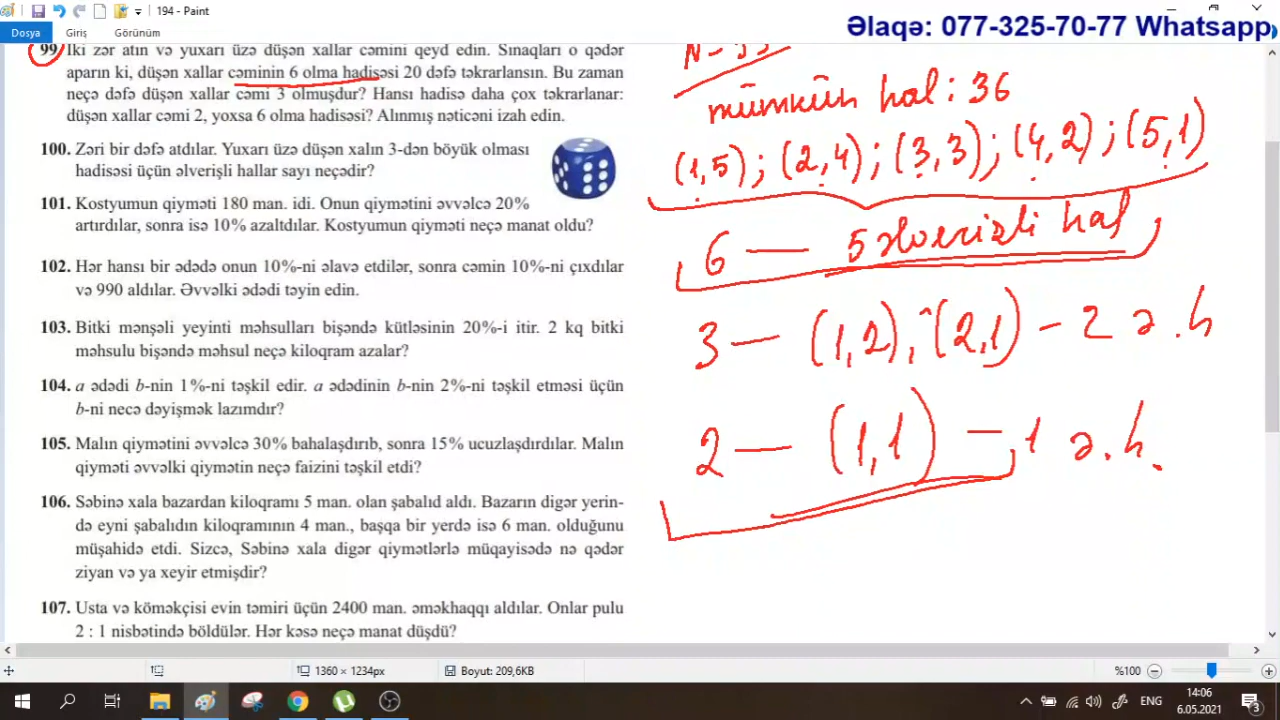 194 - Paint
Əlaqə: 077-325-70-77 Whatsapp
Dosya Giriş Görünüm
99. İki zər atın və yuxarı üzə düşən xallar cəmini qeyd edin. Sınaqları o qədər
aparın ki, düşən xallar cəminin 6 olma hadisəsi 20 dəfə təkrarlansın. Bu zaman
neçə dəfə düşən xallar cəmi 3 olmuşdur? Hansı hadisə daha çox təkrarlanar:
düşən xallar cəmi 2, yoxsa 6 olma hadisəsi? Alınmış nəticəni izah edin.
100. Zəri bir dəfə atdılar. Yuxarı üzə düşən xalın 3-dən böyük olması
hadisəsi üçün əlverişli hallar sayı neçədir?
101. Kostyumun qiyməti 180 man. idi. Onun qiymətini əvvəlcə 20%
artırdılar, sonra isə 10% azaltdılar. Kostyumun qiyməti neçə manat oldu?
102. Hər hansı bir ədədə onun 10%-ni əlavə etdilər, sonra cəmin 10%-ni çıxdılar
və 990 aldılar. Əvvəlki ədədi təyin edin.
103. Bitki mənşəli yeyinti məhsulları bişəndə kütləsinin 20%-i itir. 2 kq bitki
məhsulu bişəndə məhsul neçə kiloqram azalar?
104. a ədədi b-nin 1%-ni təşkil edir. a ədədinin b-nin 2%-ni təşkil etməsi üçün
b-ni necə dəyişmək lazımdır?
105. Malın qiymətini əvvəlcə 30% bahalaşdırıb, sonra 15% ucuzlaşdırdılar. Malın
qiyməti əvvəlki qiymətin neçə faizini təşkil etdi?
106. Səbinə xala bazardan kiloqramı 5 man. olan şabalıd aldı. Bazarın digər yerin-
də eyni şabalıdın kiloqramının 4 man., başqa bir yerdə isə 6 man. olduğunu
müşahidə etdi. Sizcə, Səbinə xala digər qiymətlərlə müqayisədə nə qədər
ziyan və ya xeyir etmişdir?
107. Usta və köməkçisi evin təmiri üçün 2400 man. əməkhaqqı aldılar. Onlar pulu
2 : 1 nisbətində böldülər. Hər kəsə neçə manat düşdü?
N-99
mümkün hal: 36
(1,5); (2,4); (3,3); (4,2); (5,1)
6 — 5 əlverişli hal
3 — (1,2); (2,1) - 2 ə.h
2 — (1,1) - 1 ə.h.
1360 × 1234px Boyut: 209,6KB %100
ENG 14:06
6.05.2021 3